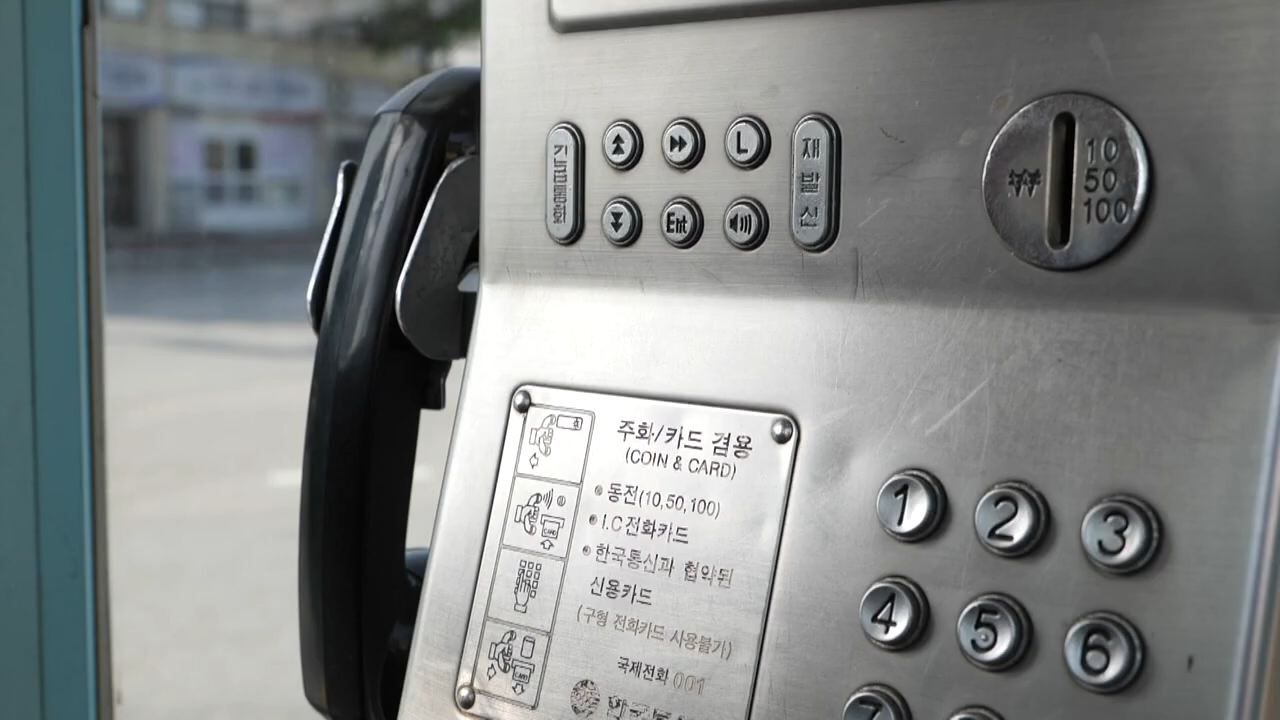 긴급통화
L
재발신
₩
10
50
100
주화/카드 겸용
(COIN & CARD)
• 동전(10,50,100)
• I.C 전화카드
• 한국통신과 협약된
신용카드
(구형 전화카드 사용불가)
국제전화 001
1 2 3
4 5 6
7